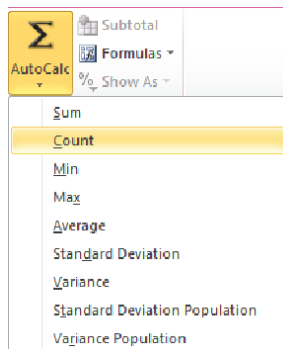 Σ
AutoCalc
Subtotal
Formulas
% Show As
Sum
Count
Min
Max
Average
Standard Deviation
Variance
Standard Deviation Population
Variance Population